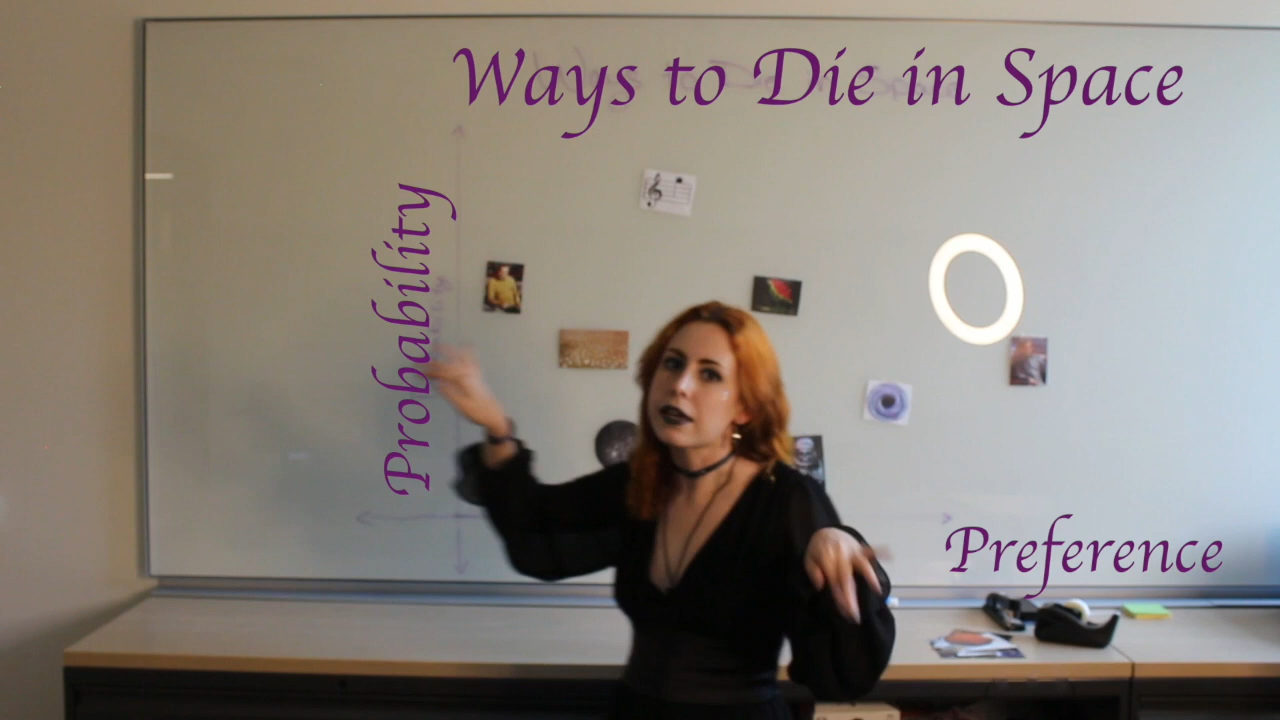 Ways to Die in Space
Probability
Preference